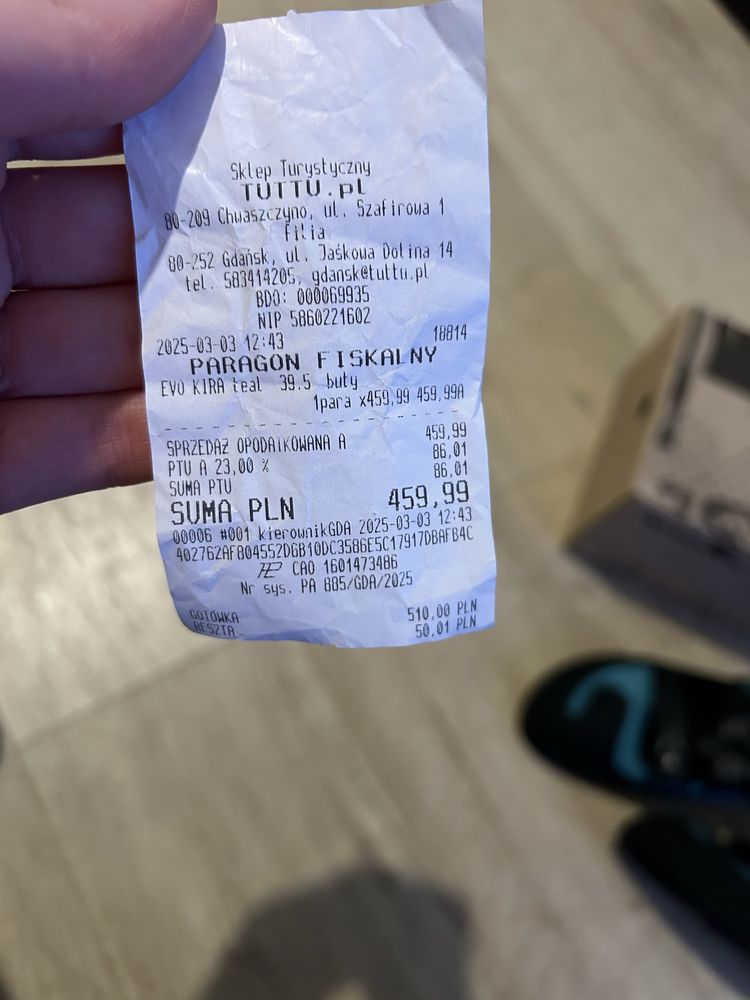 Sklep Turystyczny
TUTTU.pl
80-209 Chwaszczyno, ul. Szafirowa 1
Filia
80-252 Gdańsk, ul. Jaśkowa Dolina 14
tel. 583414205, gdansk@tuttu.pl
BDO: 000069935
NIP 5860221602
2025-03-03 12:43 18814
PARAGON FISKALNY
EVO KIRA teal 39.5 buty
1para x459,99 459,99A
SPRZEDAŻ OPODATKOWANA A 459,99
PTU A 23,00 % 86,01
SUMA PTU 86,01
SUMA PLN 459,99
00006 #001 kierownikGDA 2025-03-03 12:43
402762AF804552D6B10DC3586E5C17917DBAFB4C
CAO 1601473486
Nr sys. PA 885/GDA/2025
GOTÓWKA 510,00 PLN
RESZTA 50,01 PLN